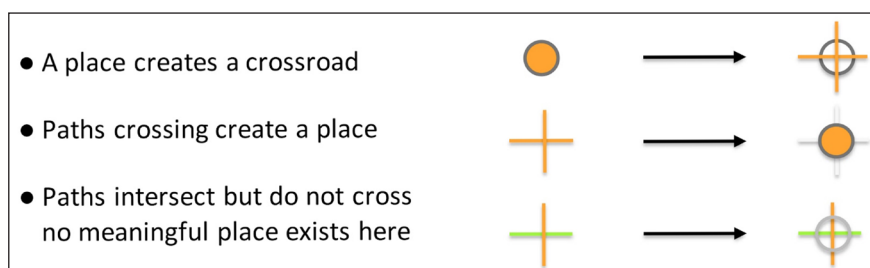 ● A place creates a crossroad
● Paths crossing create a place
● Paths intersect but do not cross
no meaningful place exists here